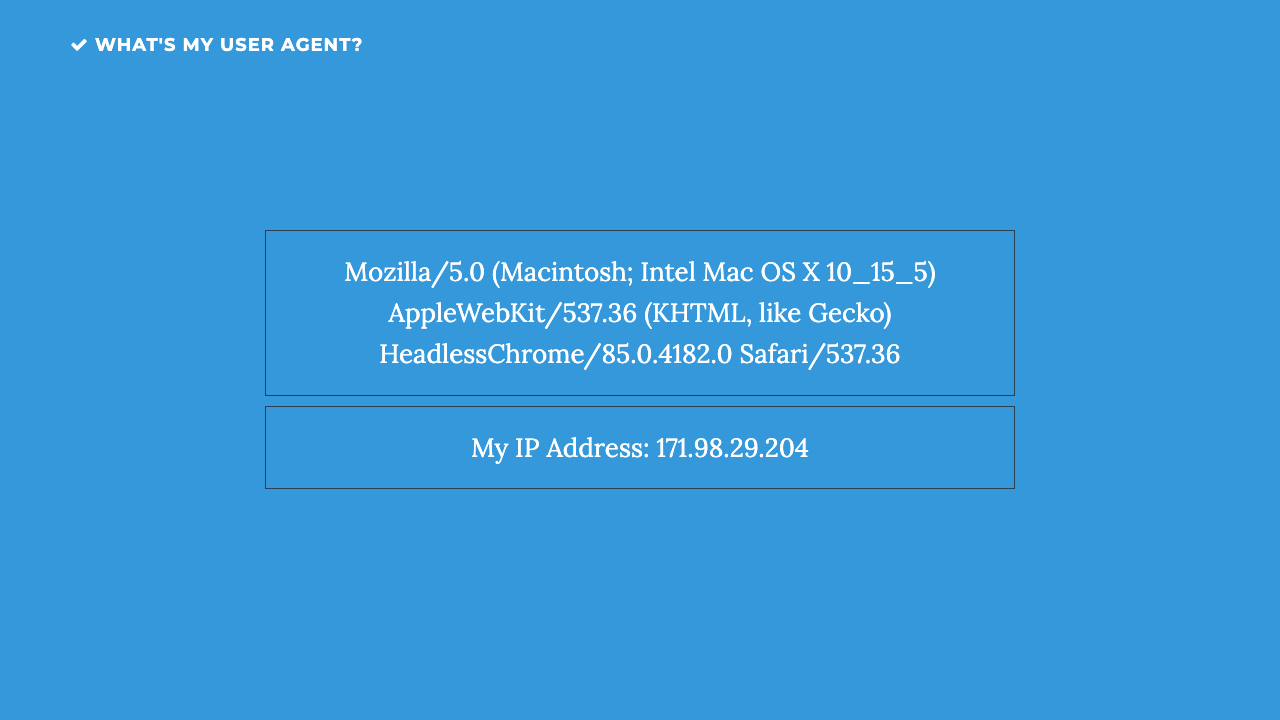 WHAT'S MY USER AGENT?
Mozilla/5.0 (Macintosh; Intel Mac OS X 10_15_5)
AppleWebKit/537.36 (KHTML, like Gecko)
HeadlessChrome/85.0.4182.0 Safari/537.36
My IP Address: 171.98.29.204